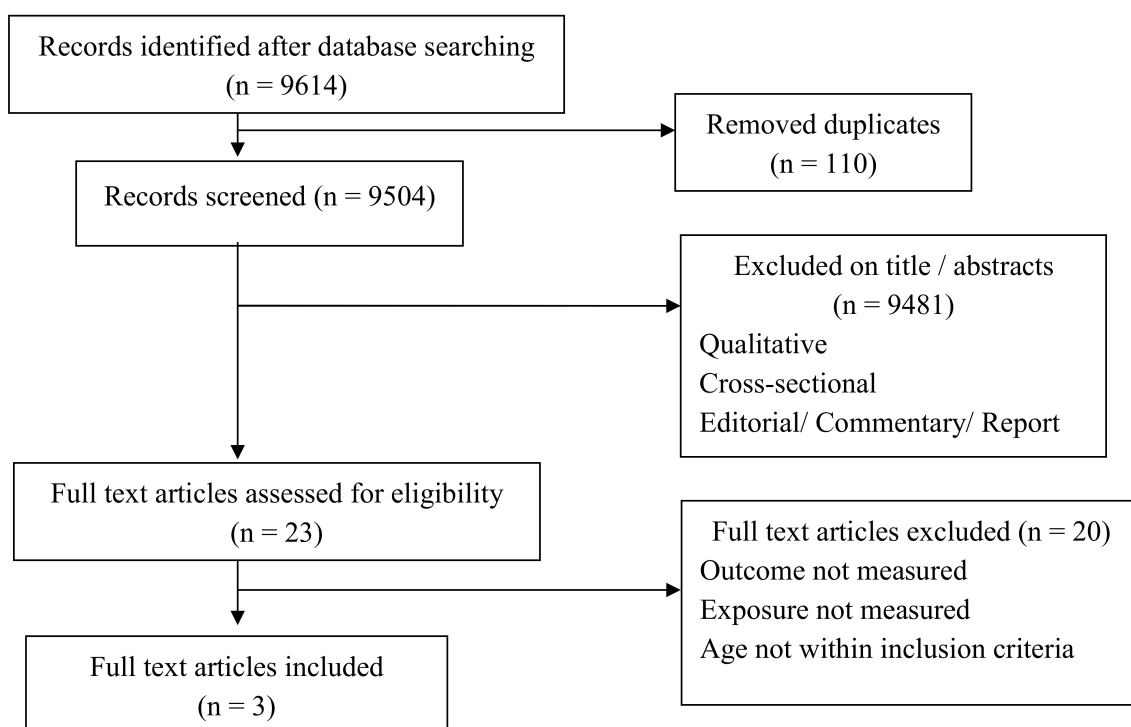 Records identified after database searching
(n = 9614)
Removed duplicates
(n = 110)
Records screened (n = 9504)
Excluded on title / abstracts
(n = 9481)
Qualitative
Cross-sectional
Editorial/ Commentary/ Report
Full text articles assessed for eligibility
(n = 23)
Full text articles excluded (n = 20)
Outcome not measured
Exposure not measured
Age not within inclusion criteria
Full text articles included
(n = 3)